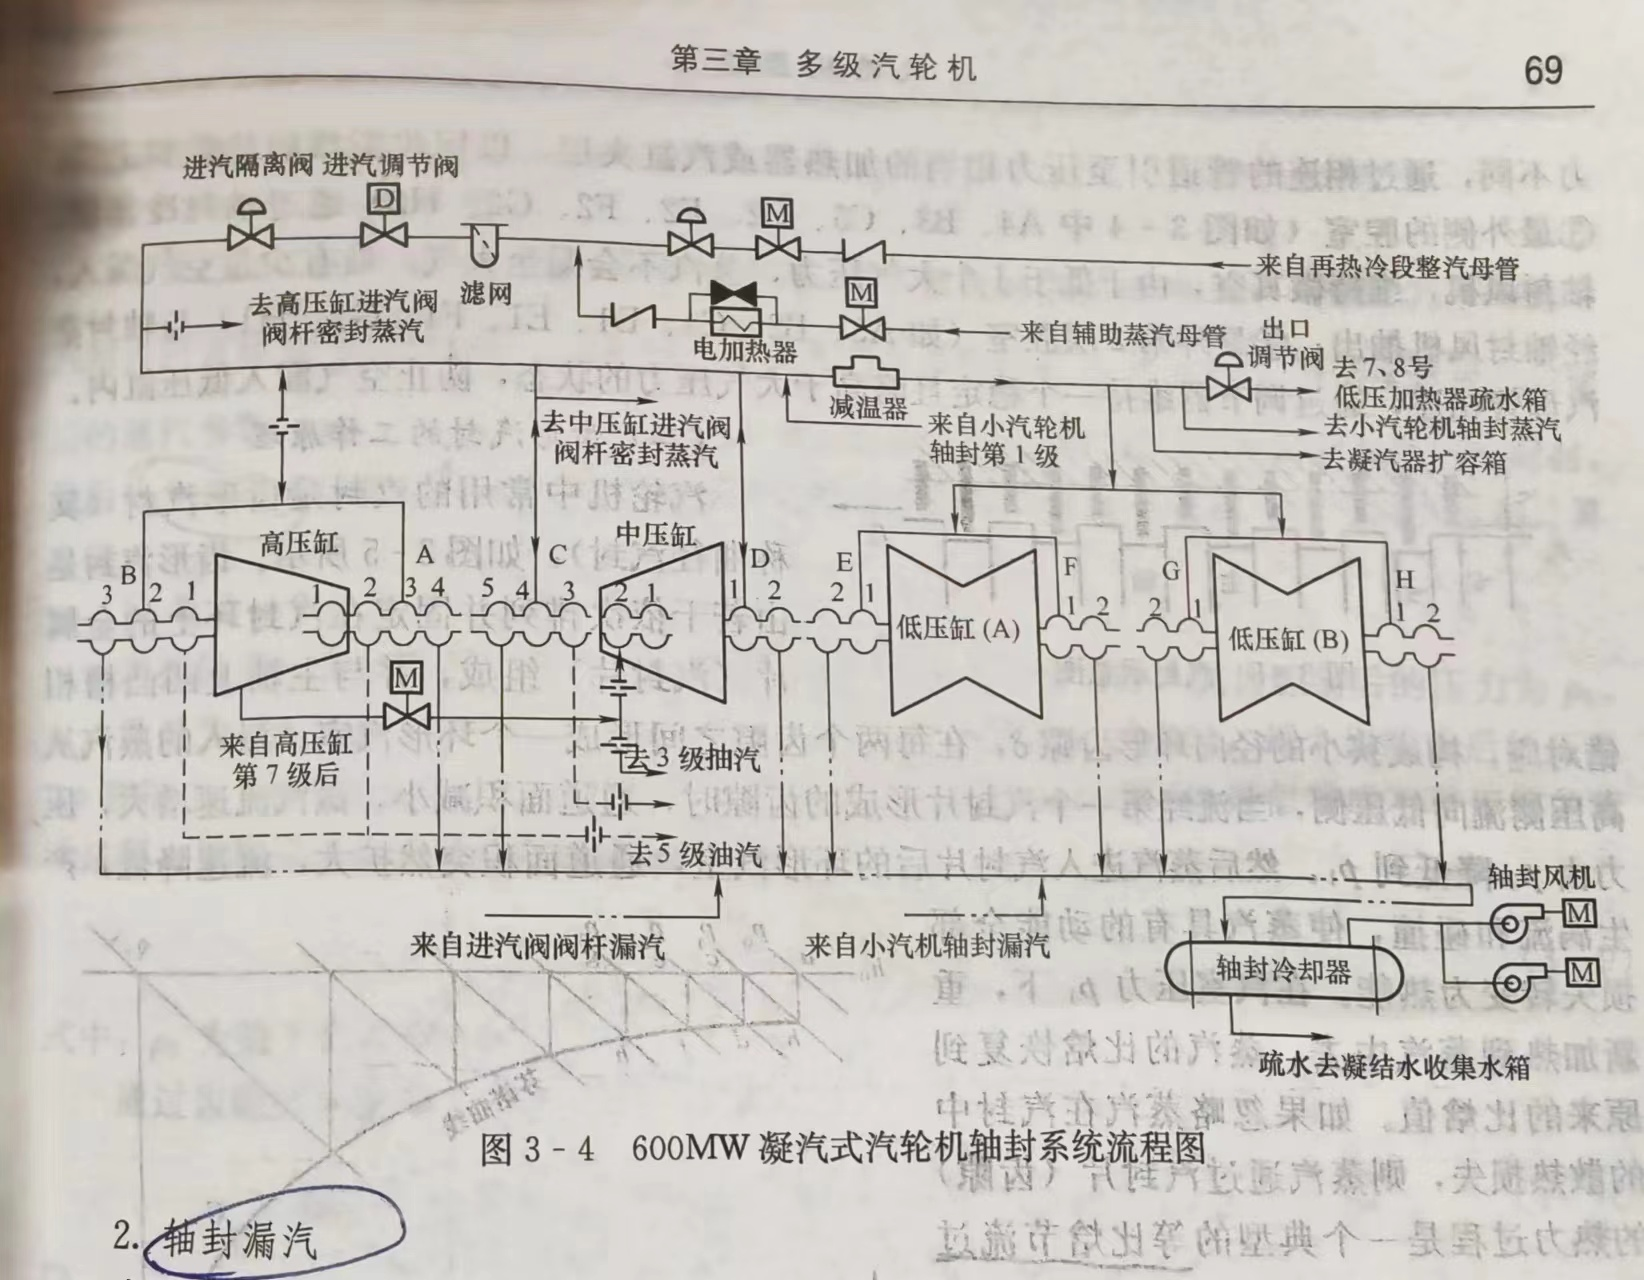 第三章 多级汽轮机 69
进汽隔离阀 进汽调节阀
D
M
滤网
来自再热冷段整汽母管
去高压缸进汽阀
阀杆密封蒸汽
M
电加热器
来自辅助蒸汽母管
出口
调节阀
去7、8号
低压加热器疏水箱
减温器
去中压缸进汽阀
阀杆密封蒸汽
来自小汽轮机
轴封第1级
去小汽轮机轴封蒸汽
去凝汽器扩容箱
高压缸
中压缸
B A C D E F G H
3 2 1 1 2 3 4 5 4 3 2 1 1 2 2 1 1 2 2 1 1 2
低压缸(A)
低压缸(B)
M
来自高压缸
第7级后
去3级抽汽
去5级油汽
轴封风机
M
来自进汽阀阀杆漏汽
来自小汽机轴封漏汽
轴封冷却器
M
疏水去凝结水收集水箱
图3-4 600MW凝汽式汽轮机轴封系统流程图
2. 轴封漏汽